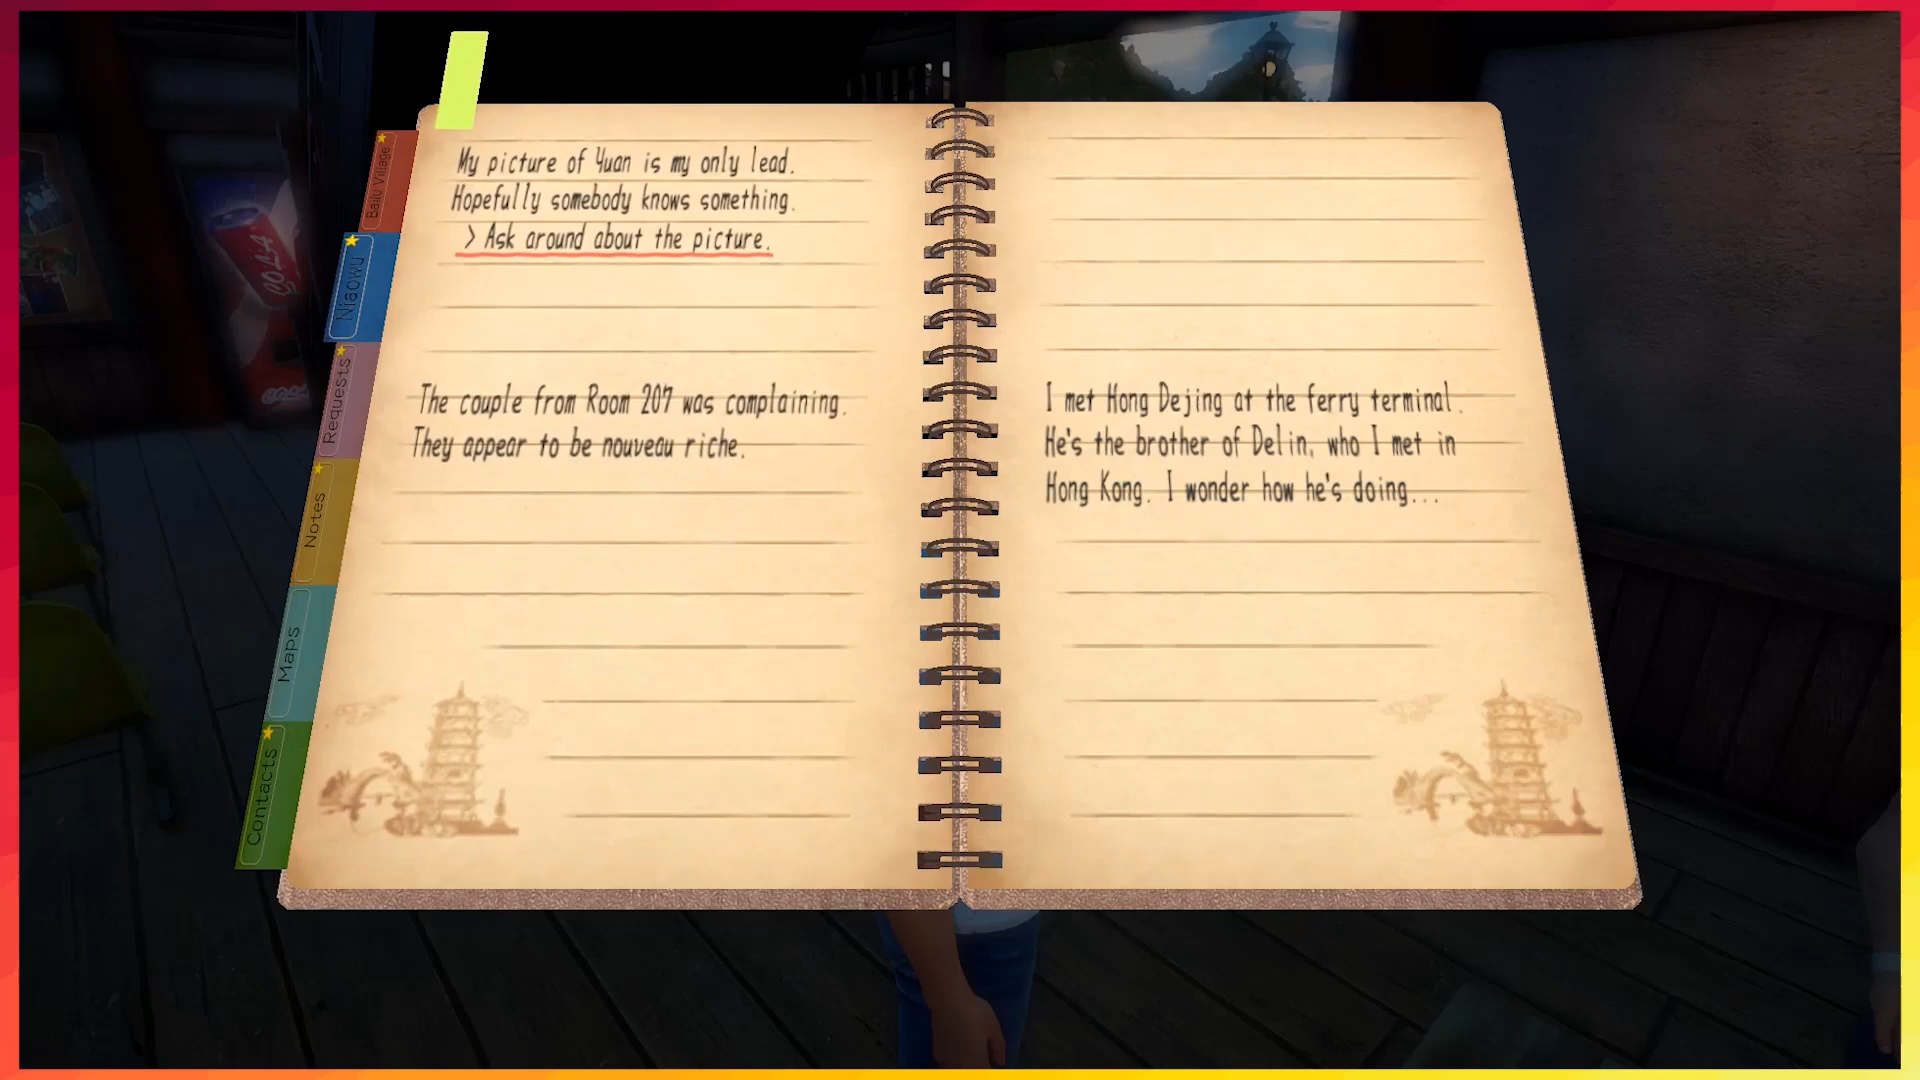 My picture of Yuan is my only lead.
Hopefully somebody knows something.
> Ask around about the picture.
The couple from Room 207 was complaining.
They appear to be nouveau riche.
I met Hong Dejing at the ferry terminal.
He's the brother of Delin, who I met in
Hong Kong. I wonder how he's doing...
Bailu Village
Niaowu
Requests
Notes
Maps
Contacts
COLA